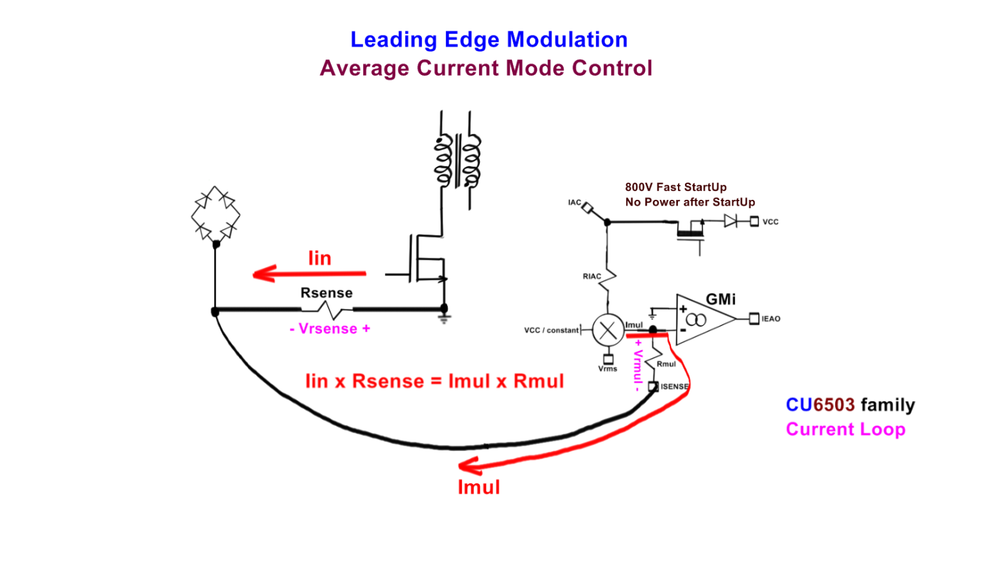 Leading Edge Modulation
Average Current Mode Control
800V Fast StartUp
No Power after StartUp
IAC
VCC
Iin
RIAC
Rsense
GMi
+
-
IEAO
- Vrsense +
VCC / constant
Imul
+ Vrmul -
Rmul
Vrms
Iin x Rsense = Imul x Rmul
ISENSE
CU6503 family
Current Loop
Imul